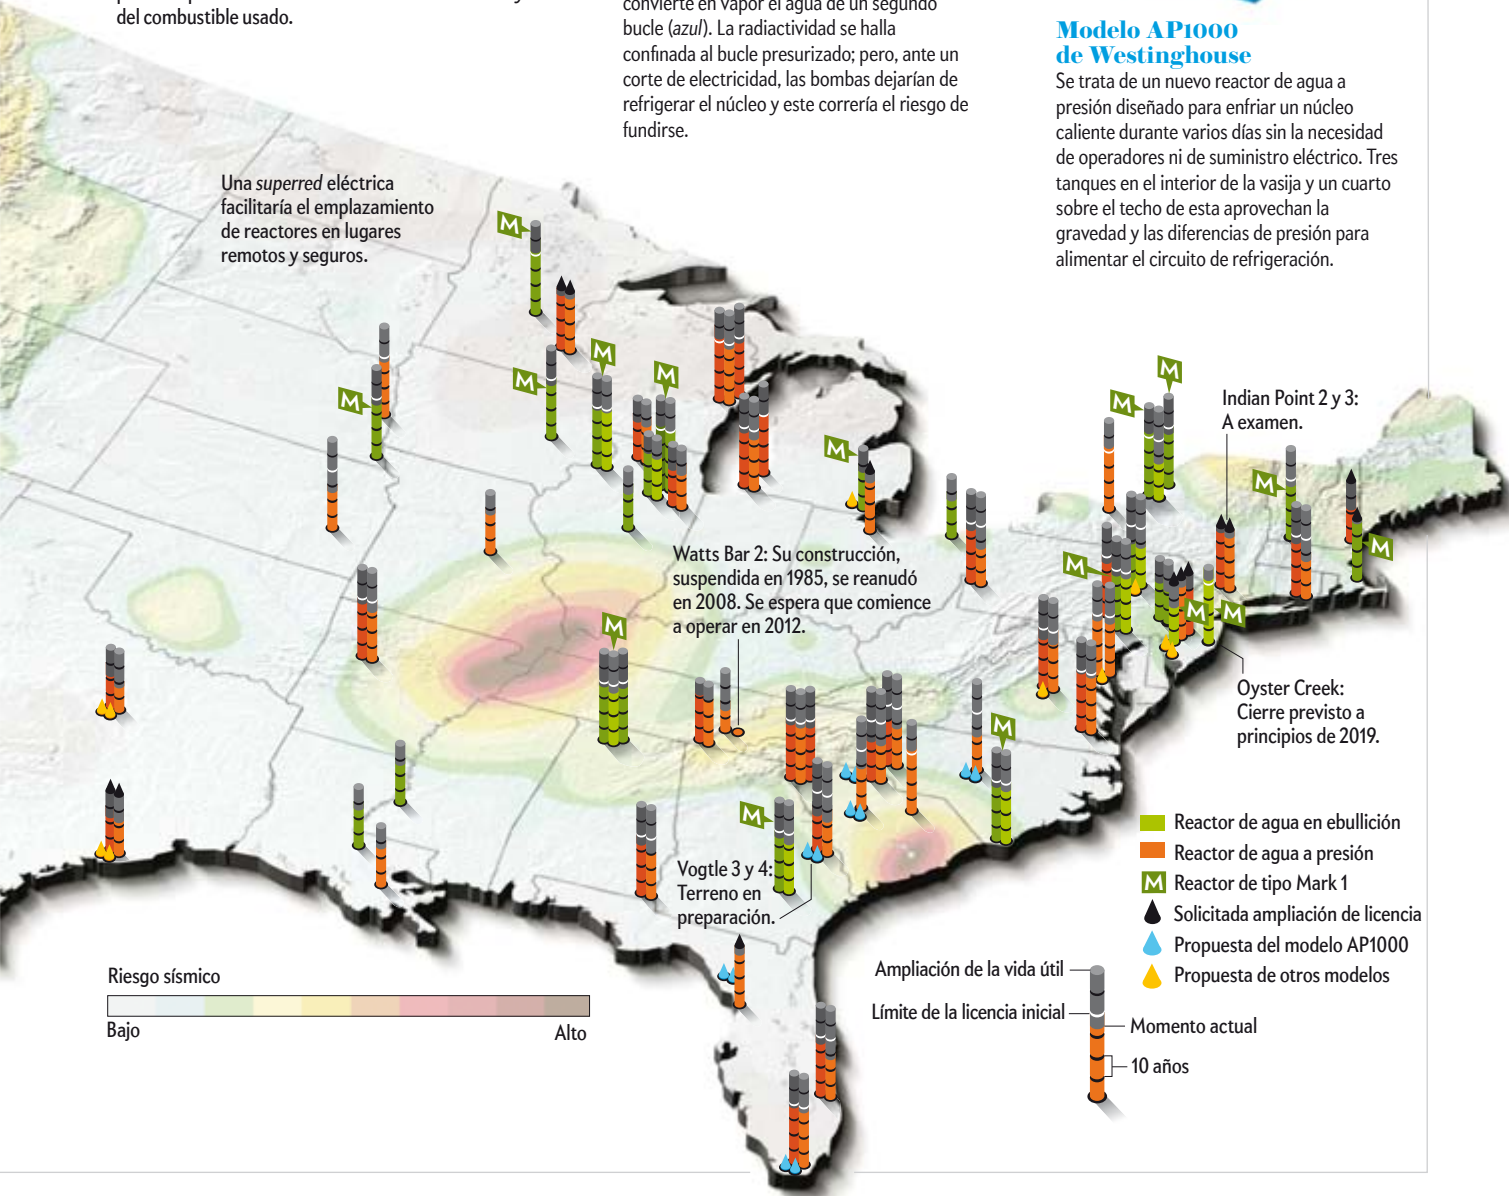 del combustible usado.
convierte en vapor el agua de un segundo
bucle (azul). La radiactividad se halla
confinada al bucle presurizado; pero, ante un
corte de electricidad, las bombas dejarían de
refrigerar el núcleo y este correría el riesgo de
fundirse.
Modelo AP1000
de Westinghouse
Se trata de un nuevo reactor de agua a
presión diseñado para enfriar un núcleo
caliente durante varios días sin la necesidad
de operadores ni de suministro eléctrico. Tres
tanques en el interior de la vasija y un cuarto
sobre el techo de esta aprovechan la
gravedad y las diferencias de presión para
alimentar el circuito de refrigeración.
Una superred eléctrica
facilitaría el emplazamiento
de reactores en lugares
remotos y seguros.
M
M
M
M
M
M
M
M
Indian Point 2 y 3:
A examen.
M
M
M
M
M
Watts Bar 2: Su construcción,
suspendida en 1985, se reanudó
en 2008. Se espera que comience
a operar en 2012.
M
Oyster Creek:
Cierre previsto a
principios de 2019.
M
M
Vogtle 3 y 4:
Terreno en
preparación.
Reactor de agua en ebullición
Reactor de agua a presión
M Reactor de tipo Mark 1
Solicitada ampliación de licencia
Propuesta del modelo AP1000
Propuesta de otros modelos
Riesgo sísmico
Bajo
Alto
Ampliación de la vida útil
Límite de la licencia inicial
Momento actual
10 años